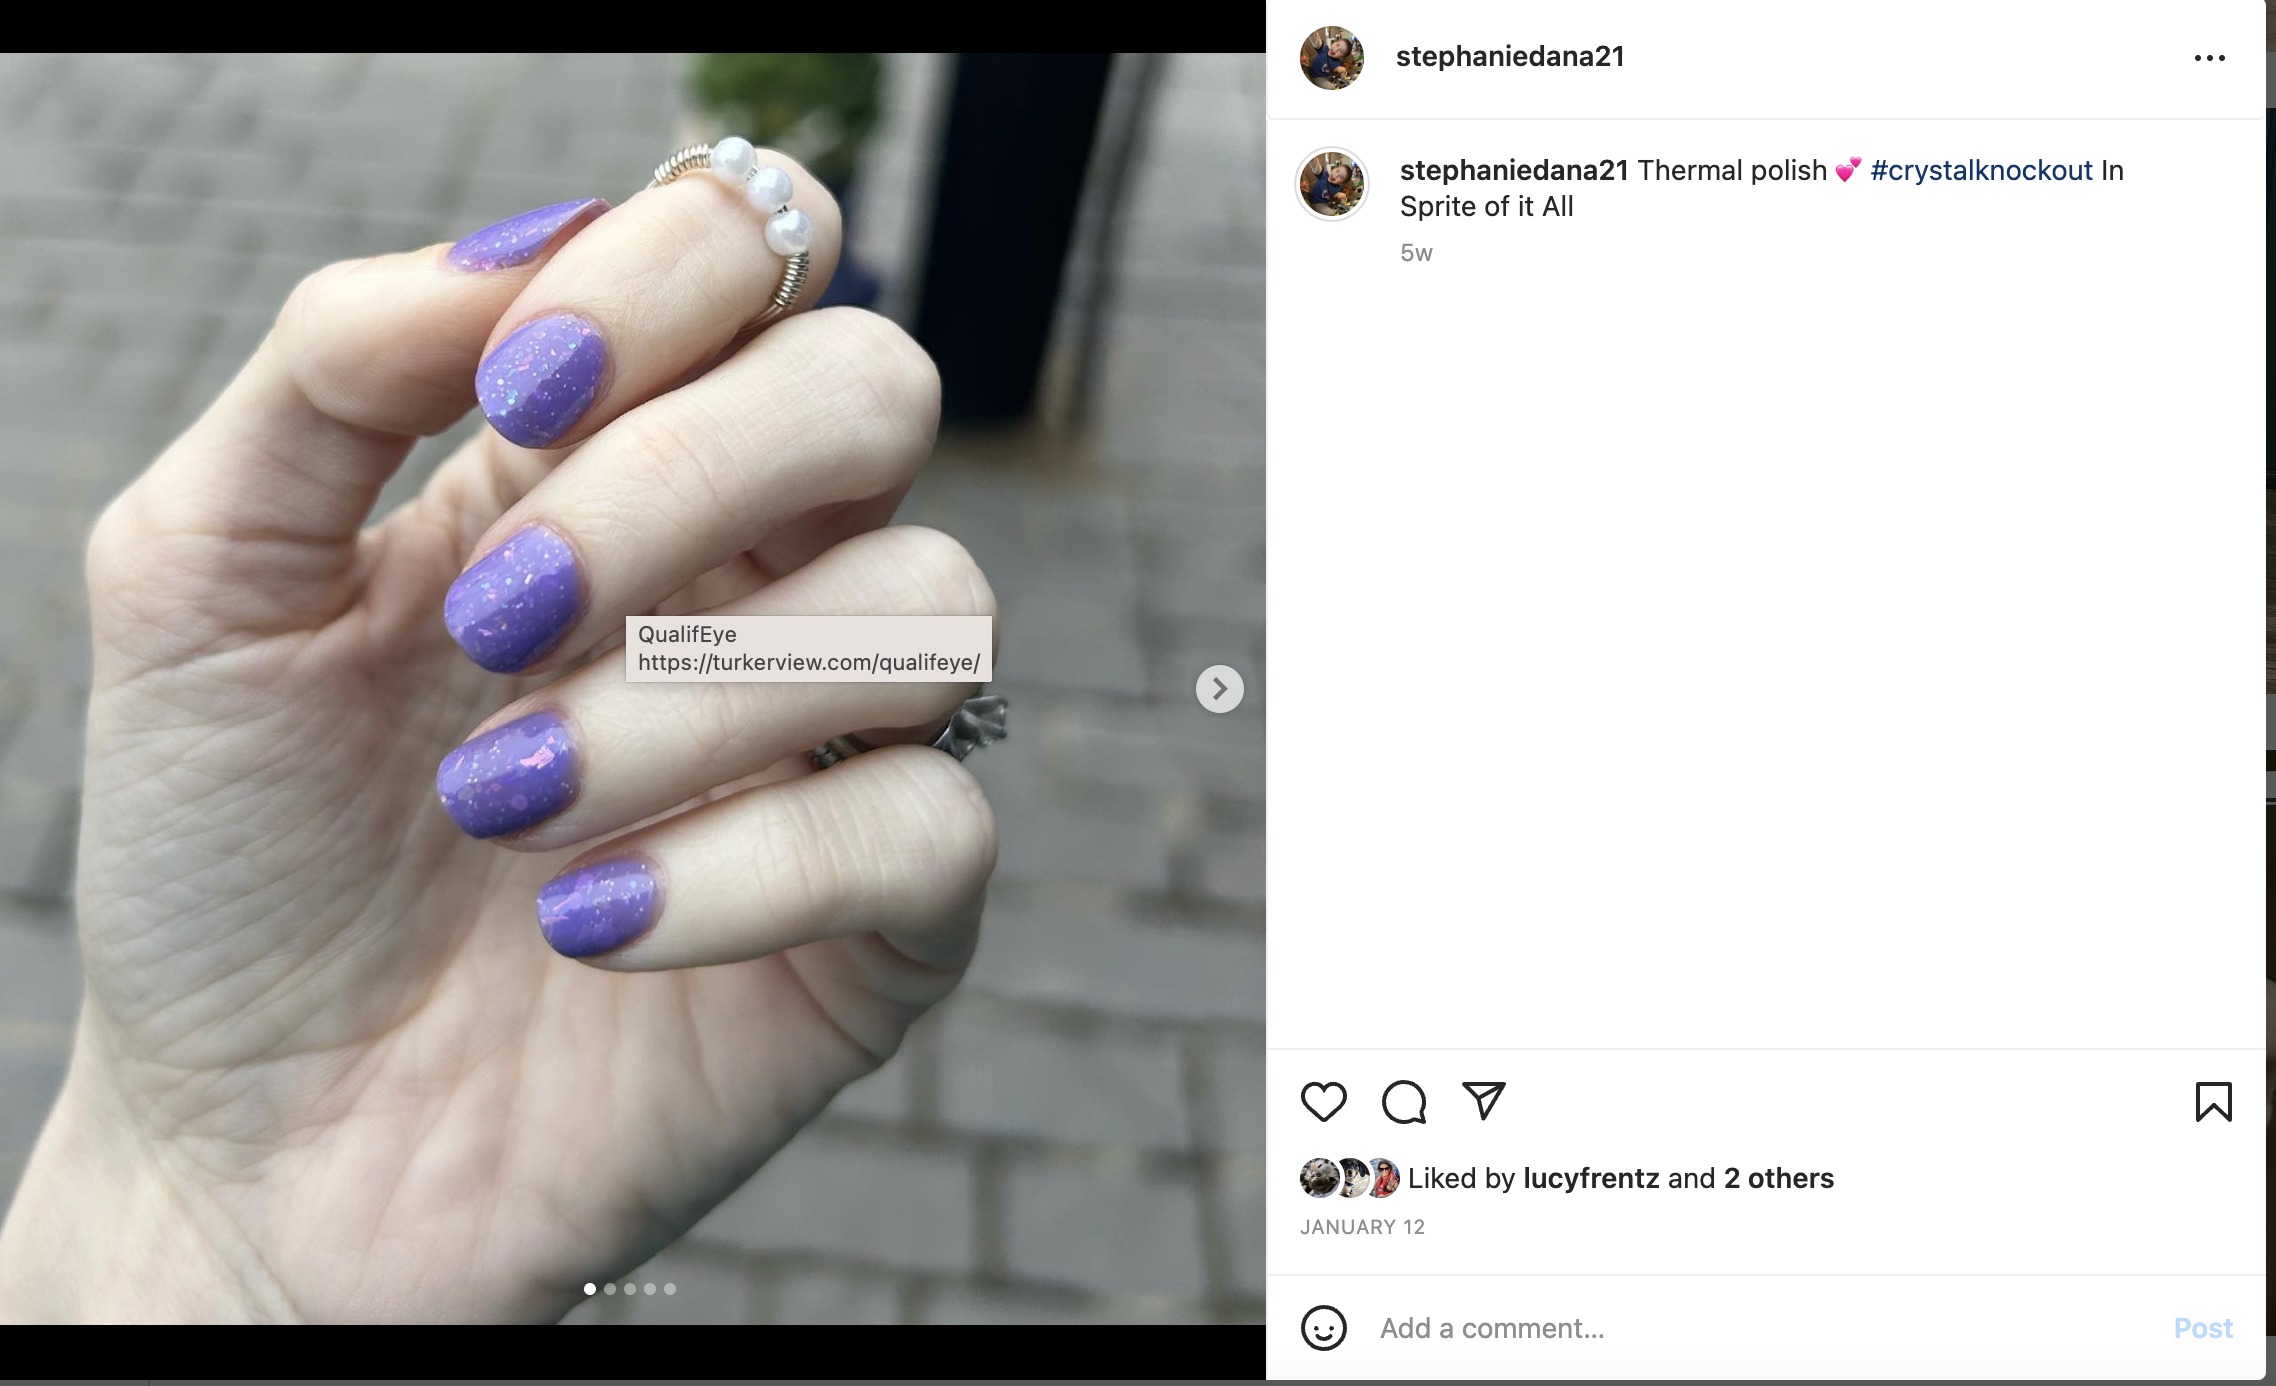 stephaniedana21
stephaniedana21 Thermal polish 💕 #crystalknockout In
Sprite of it All
5w
QualifEye
https://turkerview.com/qualifeye/
Liked by lucyfrentz and 2 others
JANUARY 12
Add a comment...
Post